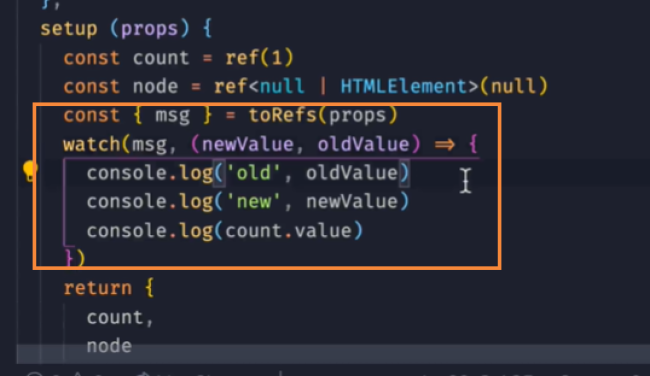 },
setup (props) {
const count = ref(1)
const node = ref<null | HTMLElement>(null)
const { msg } = toRefs(props)
watch(msg, (newValue, oldValue) => {
console.log('old', oldValue)
console.log('new', newValue)
console.log(count.value)
})
return {
count,
node